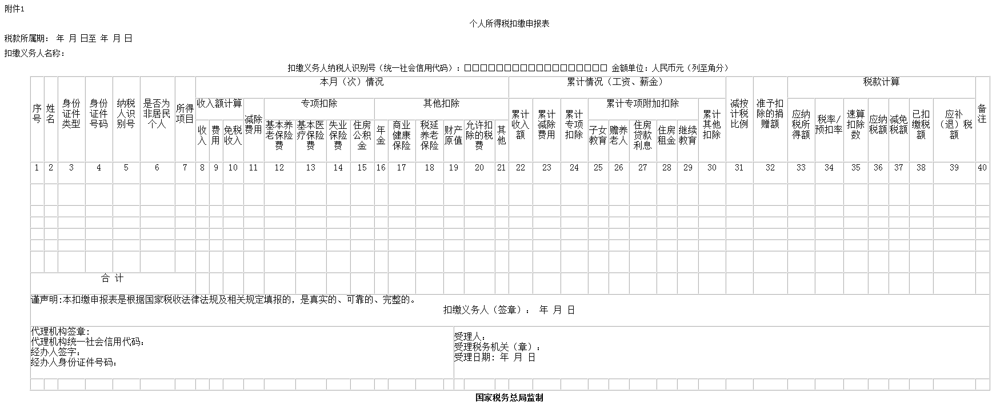 附件1
个人所得税扣缴申报表
税款所属期： 年 月 日至 年 月 日
扣缴义务人名称：
扣缴义务人纳税人识别号（统一社会信用代码）：□□□□□□□□□□□□□□□□□□ 金额单位：人民币元（列至角分）
序号 姓名 身份证件类型 身份证件号码 纳税人识别号 是否为非居民个人 所得项目 本月（次）情况 累计情况（工资、薪金） 减按计税比例 准予扣除的捐赠额 税款计算 备注
收入额计算 减除费用 专项扣除 其他扣除 累计收入额 累计减除费用 累计专项扣除 累计专项附加扣除 累计其他扣除 应纳税所得额 税率/预扣率 速算扣除数 应纳税额 减免税额 已扣缴税额 应补（退）税额
收入 费用 免税收入 基本养老保险费 基本医疗保险费 失业保险费 住房公积金 年金 商业健康保险 税延养老保险 财产原值 允许扣除的税费 其他 子女教育 赡养老人 住房贷款利息 住房租金 继续教育
1 2 3 4 5 6 7 8 9 10 11 12 13 14 15 16 17 18 19 20 21 22 23 24 25 26 27 28 29 30 31 32 33 34 35 36 37 38 39 40
合 计
谨声明:本扣缴申报表是根据国家税收法律法规及相关规定填报的，是真实的、可靠的、完整的。
扣缴义务人（签章）： 年 月 日
代理机构签章：
代理机构统一社会信用代码：
经办人签字：
经办人身份证件号码：
受理人：
受理税务机关（章）：
受理日期: 年 月 日
国家税务总局监制